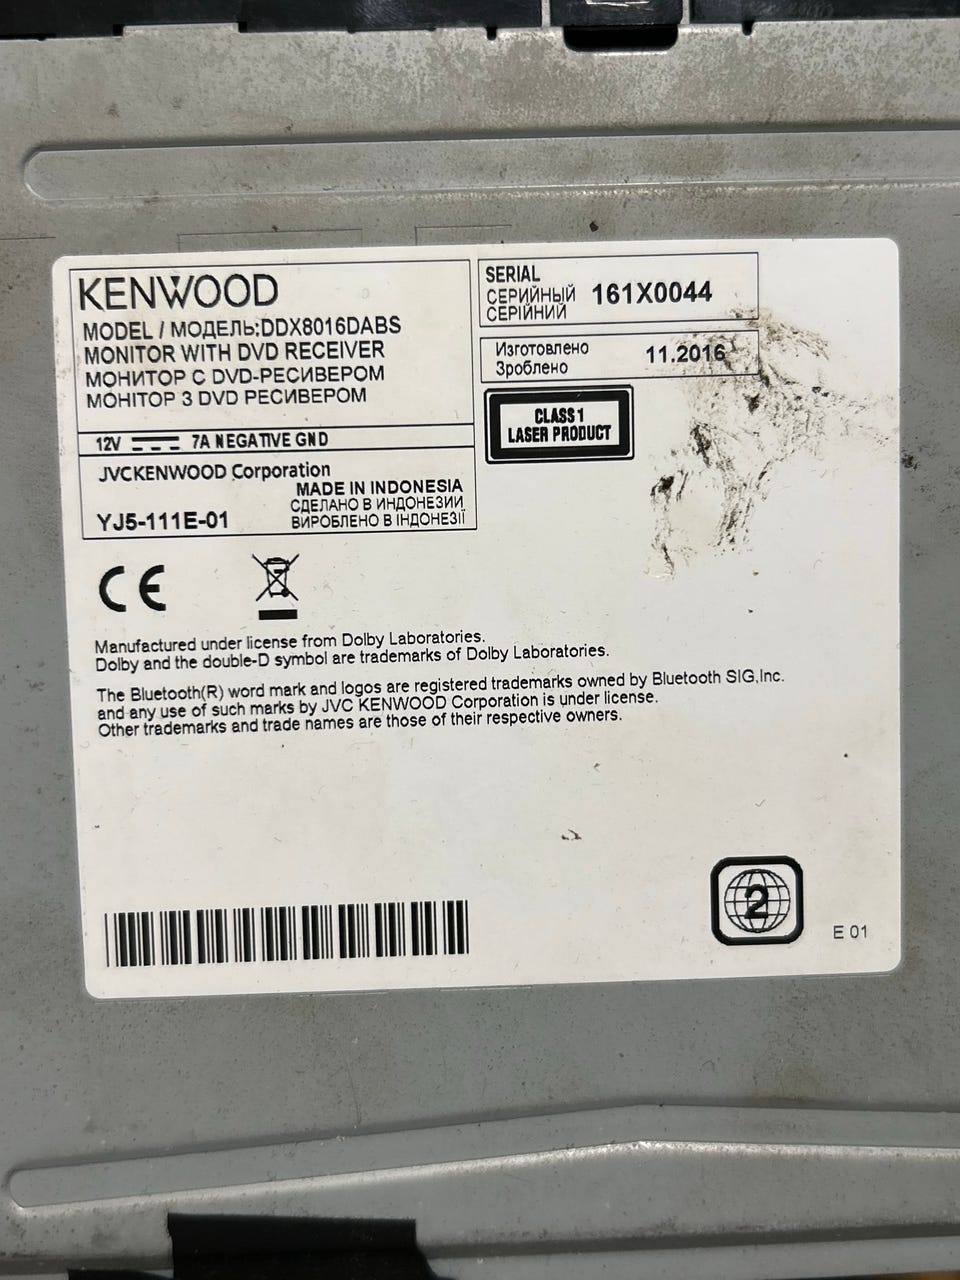 KENWOOD
MODEL / МОДЕЛЬ:DDX8016DABS
MONITOR WITH DVD RECEIVER
МОНИТОР С DVD-РЕСИВЕРОМ
МОНІТОР З DVD РЕСИВЕРОМ
12V 7A NEGATIVE GND
JVCKENWOOD Corporation
MADE IN INDONESIA
СДЕЛАНО В ИНДОНЕЗИИ
YJ5-111E-01
ВИРОБЛЕНО В ІНДОНЕЗІЇ
SERIAL
СЕРИЙНЫЙ
СЕРІЙНИЙ
161X0044
Изготовлено
Зроблено
11.2016
CLASS 1
LASER PRODUCT
CE
Manufactured under license from Dolby Laboratories.
Dolby and the double-D symbol are trademarks of Dolby Laboratories.
The Bluetooth(R) word mark and logos are registered trademarks owned by Bluetooth SIG,Inc.
and any use of such marks by JVC KENWOOD Corporation is under license.
Other trademarks and trade names are those of their respective owners.
2
E 01